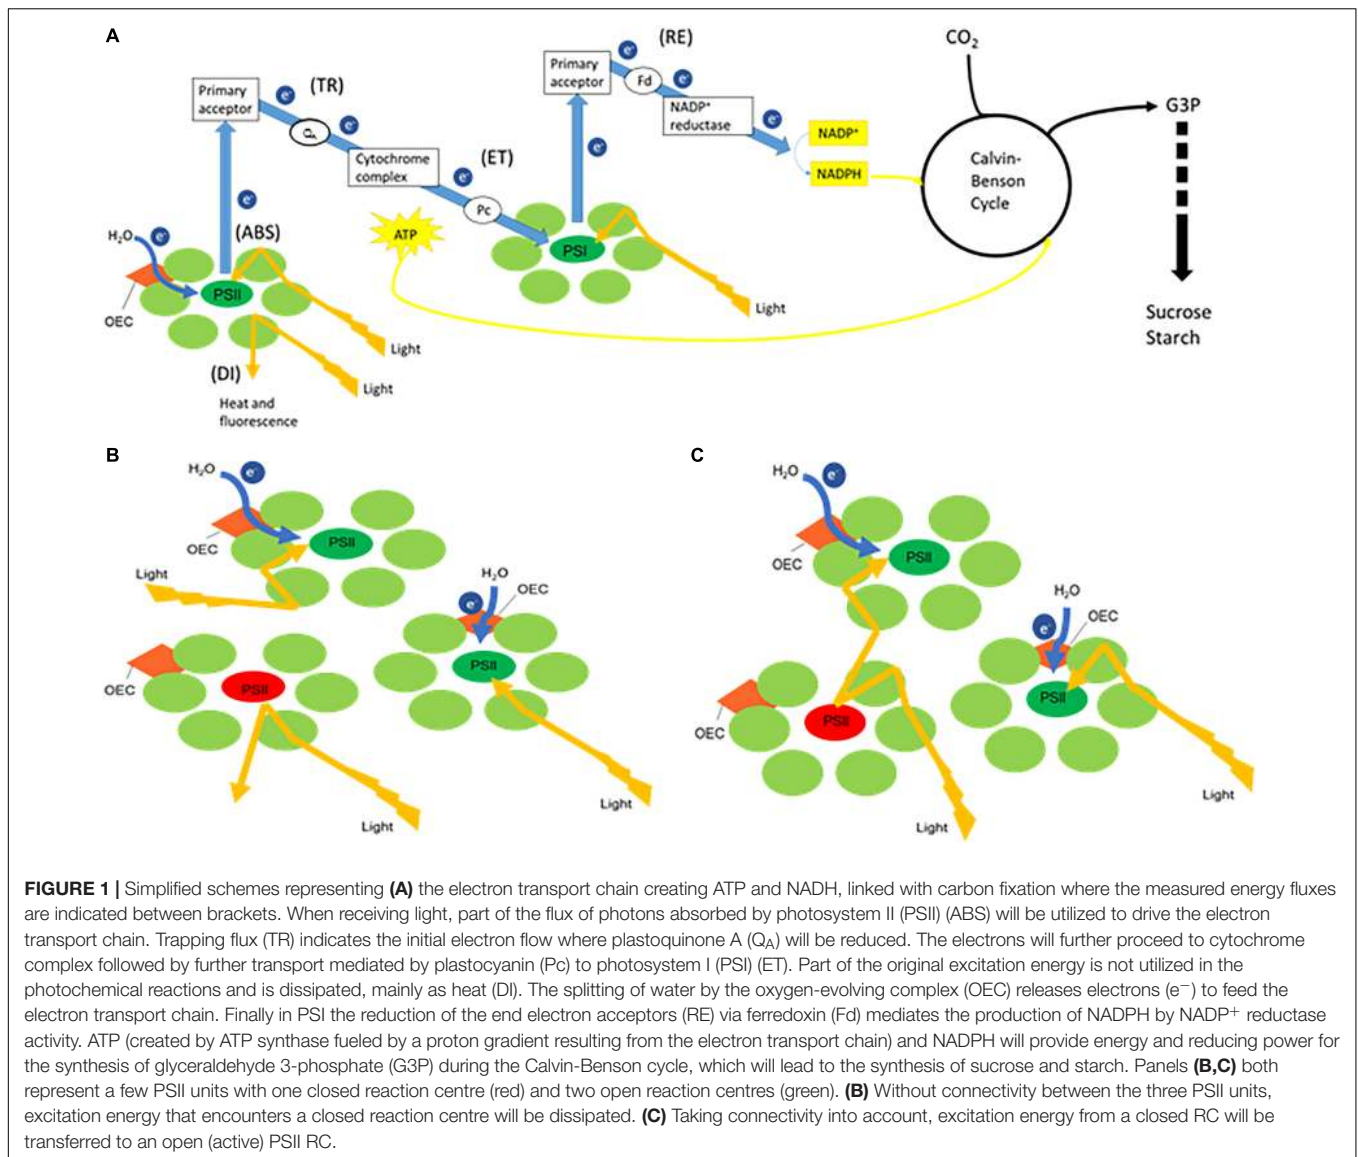 A
(RE)
CO₂
Primary
acceptor
e⁻
Fd
e⁻
NADP⁺
reductase
e⁻
NADP⁺
NADPH
e⁻
Calvin-
Benson
Cycle
G3P
Sucrose
Starch
Primary
acceptor
e⁻
(TR)
Q_A
e⁻
Cytochrome
complex
(ET)
e⁻
Pc
e⁻
ATP
PSI
Light
H₂O
e⁻
(ABS)
PSII
OEC
Light
Light
(DI)
Heat and
fluorescence
B
H₂O
e⁻
PSII
OEC
Light
H₂O
OEC
e⁻
PSII
OEC
PSII
Light
Light
C
H₂O
e⁻
PSII
OEC
H₂O
OEC
e⁻
PSII
OEC
PSII
Light
Light
FIGURE 1 | Simplified schemes representing (A) the electron transport chain creating ATP and NADH, linked with carbon fixation where the measured energy fluxes
are indicated between brackets. When receiving light, part of the flux of photons absorbed by photosystem II (PSII) (ABS) will be utilized to drive the electron
transport chain. Trapping flux (TR) indicates the initial electron flow where plastoquinone A (Q_A) will be reduced. The electrons will further proceed to cytochrome
complex followed by further transport mediated by plastocyanin (Pc) to photosystem I (PSI) (ET). Part of the original excitation energy is not utilized in the
photochemical reactions and is dissipated, mainly as heat (DI). The splitting of water by the oxygen-evolving complex (OEC) releases electrons (e⁻) to feed the
electron transport chain. Finally in PSI the reduction of the end electron acceptors (RE) via ferredoxin (Fd) mediates the production of NADPH by NADP⁺ reductase
activity. ATP (created by ATP synthase fueled by a proton gradient resulting from the electron transport chain) and NADPH will provide energy and reducing power for
the synthesis of glyceraldehyde 3-phosphate (G3P) during the Calvin-Benson cycle, which will lead to the synthesis of sucrose and starch. Panels (B,C) both
represent a few PSII units with one closed reaction centre (red) and two open reaction centres (green). (B) Without connectivity between the three PSII units,
excitation energy that encounters a closed reaction centre will be dissipated. (C) Taking connectivity into account, excitation energy from a closed RC will be
transferred to an open (active) PSII RC.